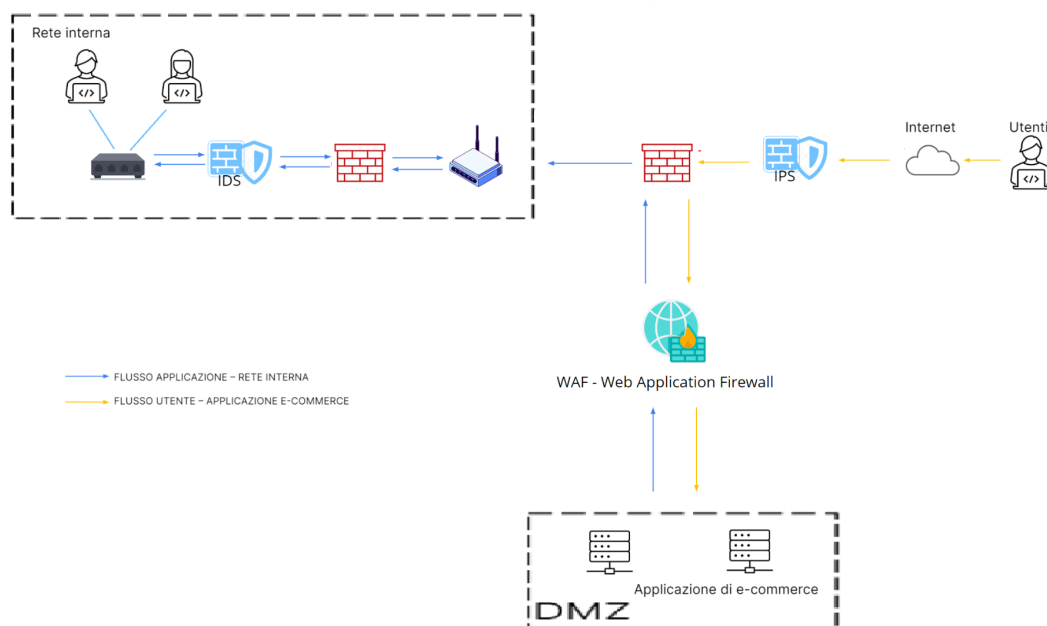 Rete interna
Internet
Utenti
IDS
IPS
WAF - Web Application Firewall
FLUSSO APPLICAZIONE – RETE INTERNA
FLUSSO UTENTE – APPLICAZIONE E-COMMERCE
Applicazione di e-commerce
DMZ